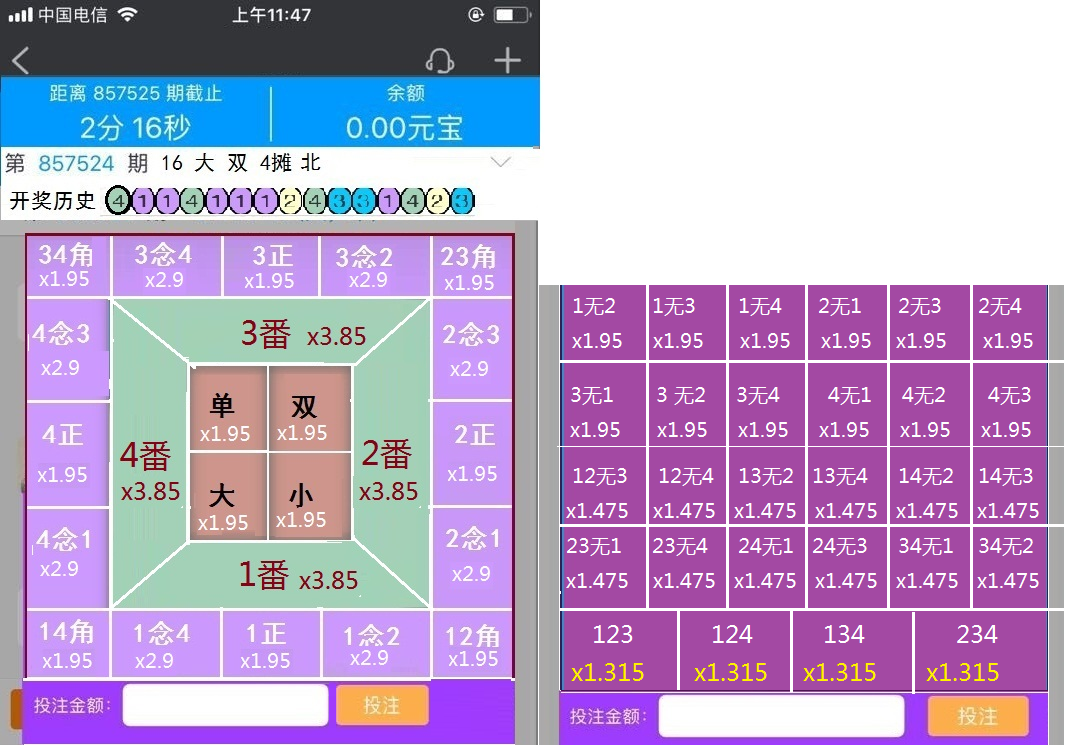 中国电信 上午11:47
距离 857525 期截止 余额
2分 16秒 0.00元宝
第 857524 期 16 大 双 4摊 北
开奖历史 4 1 1 4 1 1 1 2 4 3 3 1 4 2 3
34角 3念4 3正 3念2 23角
x1.95 x2.9 x1.95 x2.9 x1.95
3番 x3.85
4念3 2念3
x2.9 x2.9
单 双
x1.95 x1.95
4正 4番 2番 2正
x1.95 x3.85 x3.85 x1.95
大 小
x1.95 x1.95
4念1 2念1
x2.9 x2.9
1番 x3.85
14角 1念4 1正 1念2 12角
x1.95 x2.9 x1.95 x2.9 x1.95
投注金额: 投注
1无2 1无3 1无4 2无1 2无3 2无4
x1.95 x1.95 x1.95 x1.95 x1.95 x1.95
3无1 3 无2 3无4 4无1 4无2 4无3
x1.95 x1.95 x1.95 x1.95 x1.95 x1.95
12无3 12无4 13无2 13无4 14无2 14无3
x1.475 x1.475 x1.475 x1.475 x1.475 x1.475
23无1 23无4 24无1 24无3 34无1 34无2
x1.475 x1.475 x1.475 x1.475 x1.475 x1.475
123 124 134 234
x1.315 x1.315 x1.315 x1.315
投注金额: 投注